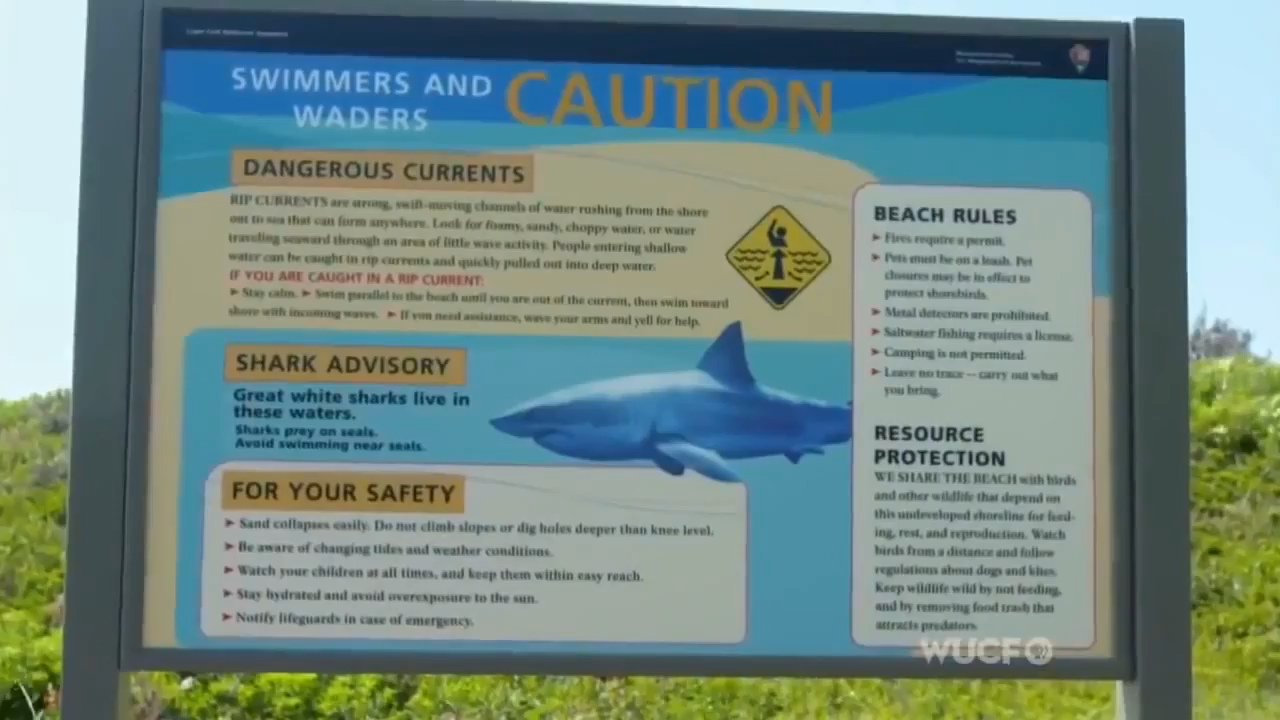 SWIMMERS AND
WADERS
CAUTION
DANGEROUS CURRENTS
RIP CURRENTS are strong, swift-moving channels of water rushing from the shore
out to sea that can form anywhere. Look for foamy, sandy, choppy water, or water
traveling seaward through an area of little wave activity. People entering shallow
water can be caught in rip currents and quickly pulled out into deep water.
IF YOU ARE CAUGHT IN A RIP CURRENT:
➤ Stay calm. ➤ Swim parallel to the beach until you are out of the current, then swim toward
shore with incoming waves. ➤ If you need assistance, wave your arms and yell for help.
SHARK ADVISORY
Great white sharks live in
these waters.
Sharks prey on seals.
Avoid swimming near seals.
FOR YOUR SAFETY
➤ Sand collapses easily. Do not climb slopes or dig holes deeper than knee level.
➤ Be aware of changing tides and weather conditions.
➤ Watch your children at all times, and keep them within easy reach.
➤ Stay hydrated and avoid overexposure to the sun.
➤ Notify lifeguards in case of emergency.
BEACH RULES
➤ Fires require a permit.
➤ Pets must be on a leash. Pet
closures may be in effect to
protect shorebirds.
➤ Metal detectors are prohibited.
➤ Saltwater fishing requires a license.
➤ Camping is not permitted.
➤ Leave no trace -- carry out what
you bring.
RESOURCE
PROTECTION
WE SHARE THE BEACH with birds
and other wildlife that depend on
this undeveloped shoreline for feed-
ing, rest, and reproduction. Watch
birds from a distance and follow
regulations about dogs and kites.
Keep wildlife wild by not feeding,
and by removing food trash that
attracts predators.
WUCF